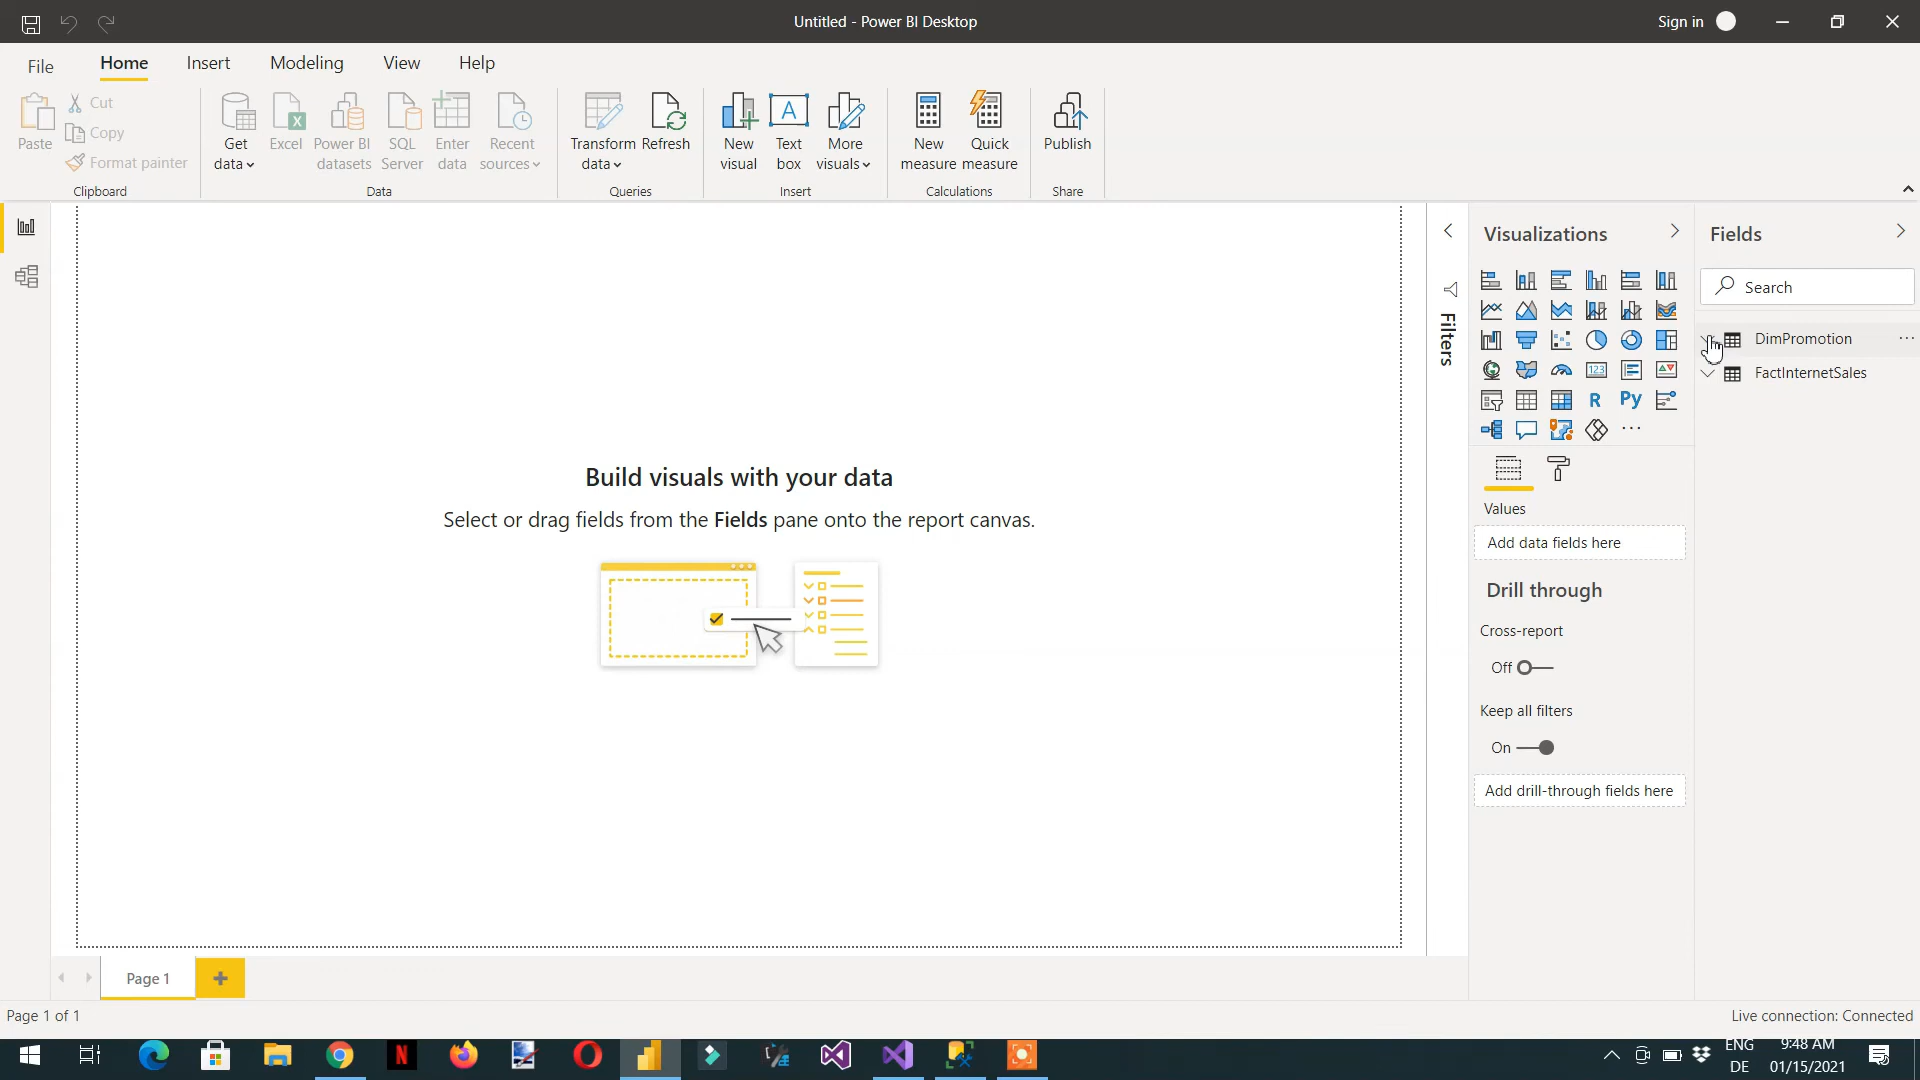 Untitled - Power BI Desktop
Sign in
File
Home
Insert
Modeling
View
Help
Paste
Cut
Copy
Format painter
Clipboard
Get data
Excel
Power BI datasets
SQL Server
Enter data
Recent sources
Data
Transform data
Refresh
Queries
New visual
Text box
More visuals
Insert
New measure
Quick measure
Calculations
Publish
Share
Build visuals with your data
Select or drag fields from the Fields pane onto the report canvas.
Filters
Visualizations
123
R
Py
Values
Add data fields here
Drill through
Cross-report
Off
Keep all filters
On
Add drill-through fields here
Fields
Search
DimPromotion
FactInternetSales
Page 1
Page 1 of 1
Live connection: Connected
ENG
DE
9:48 AM
01/15/2021